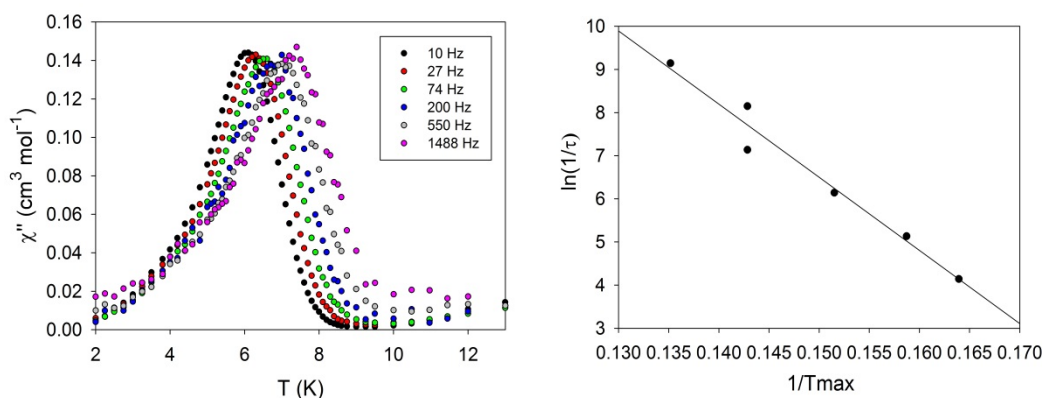 0.16
0.14
0.12
0.10
0.08
0.06
0.04
0.02
0.00
2
4
6
8
10
12
χ" (cm³ mol⁻¹)
T (K)
10 Hz
27 Hz
74 Hz
200 Hz
550 Hz
1488 Hz
10
9
8
7
6
5
4
3
0.130 0.135 0.140 0.145 0.150 0.155 0.160 0.165 0.170
ln(1/τ)
1/Tmax